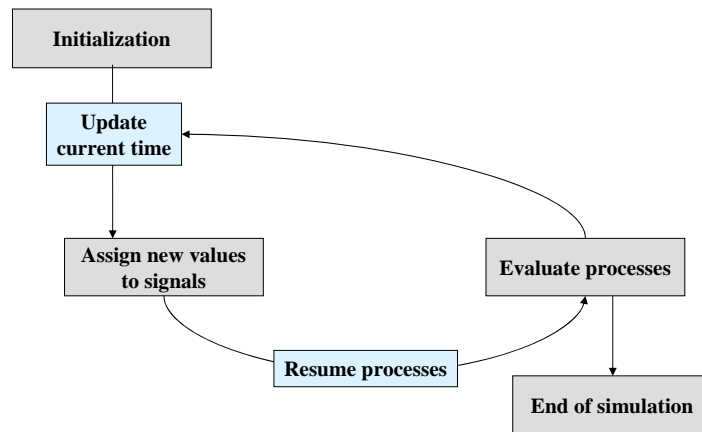 Initialization
Update
current time
Assign new values
to signals
Evaluate processes
Resume processes
End of simulation